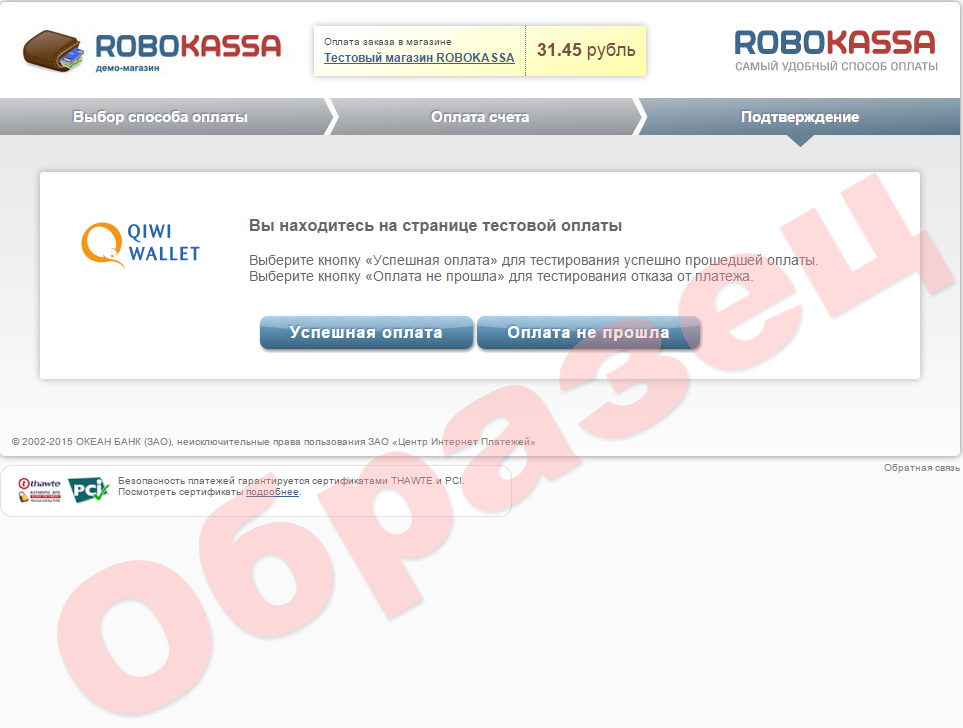 ROBOKASSA
демо-магазин
Оплата заказа в магазине
Тестовый магазин ROBOKASSA
31.45 рубль
ROBOKASSA
САМЫЙ УДОБНЫЙ СПОСОБ ОПЛАТЫ
Выбор способа оплаты
Оплата счета
Подтверждение
QIWI
WALLET
Вы находитесь на странице тестовой оплаты
Выберите кнопку «Успешная оплата» для тестирования успешно прошедшей оплаты.
Выберите кнопку «Оплата не прошла» для тестирования отказа от платежа.
Успешная оплата
Оплата не прошла
Образец
© 2002-2015 ОКЕАН БАНК (ЗАО), неисключительные права пользования ЗАО «Центр Интернет Платежей»
Обратная связь
thawte
PCI
Безопасность платежей гарантируется сертификатами THAWTE и PCI.
Посмотреть сертификаты подробнее.